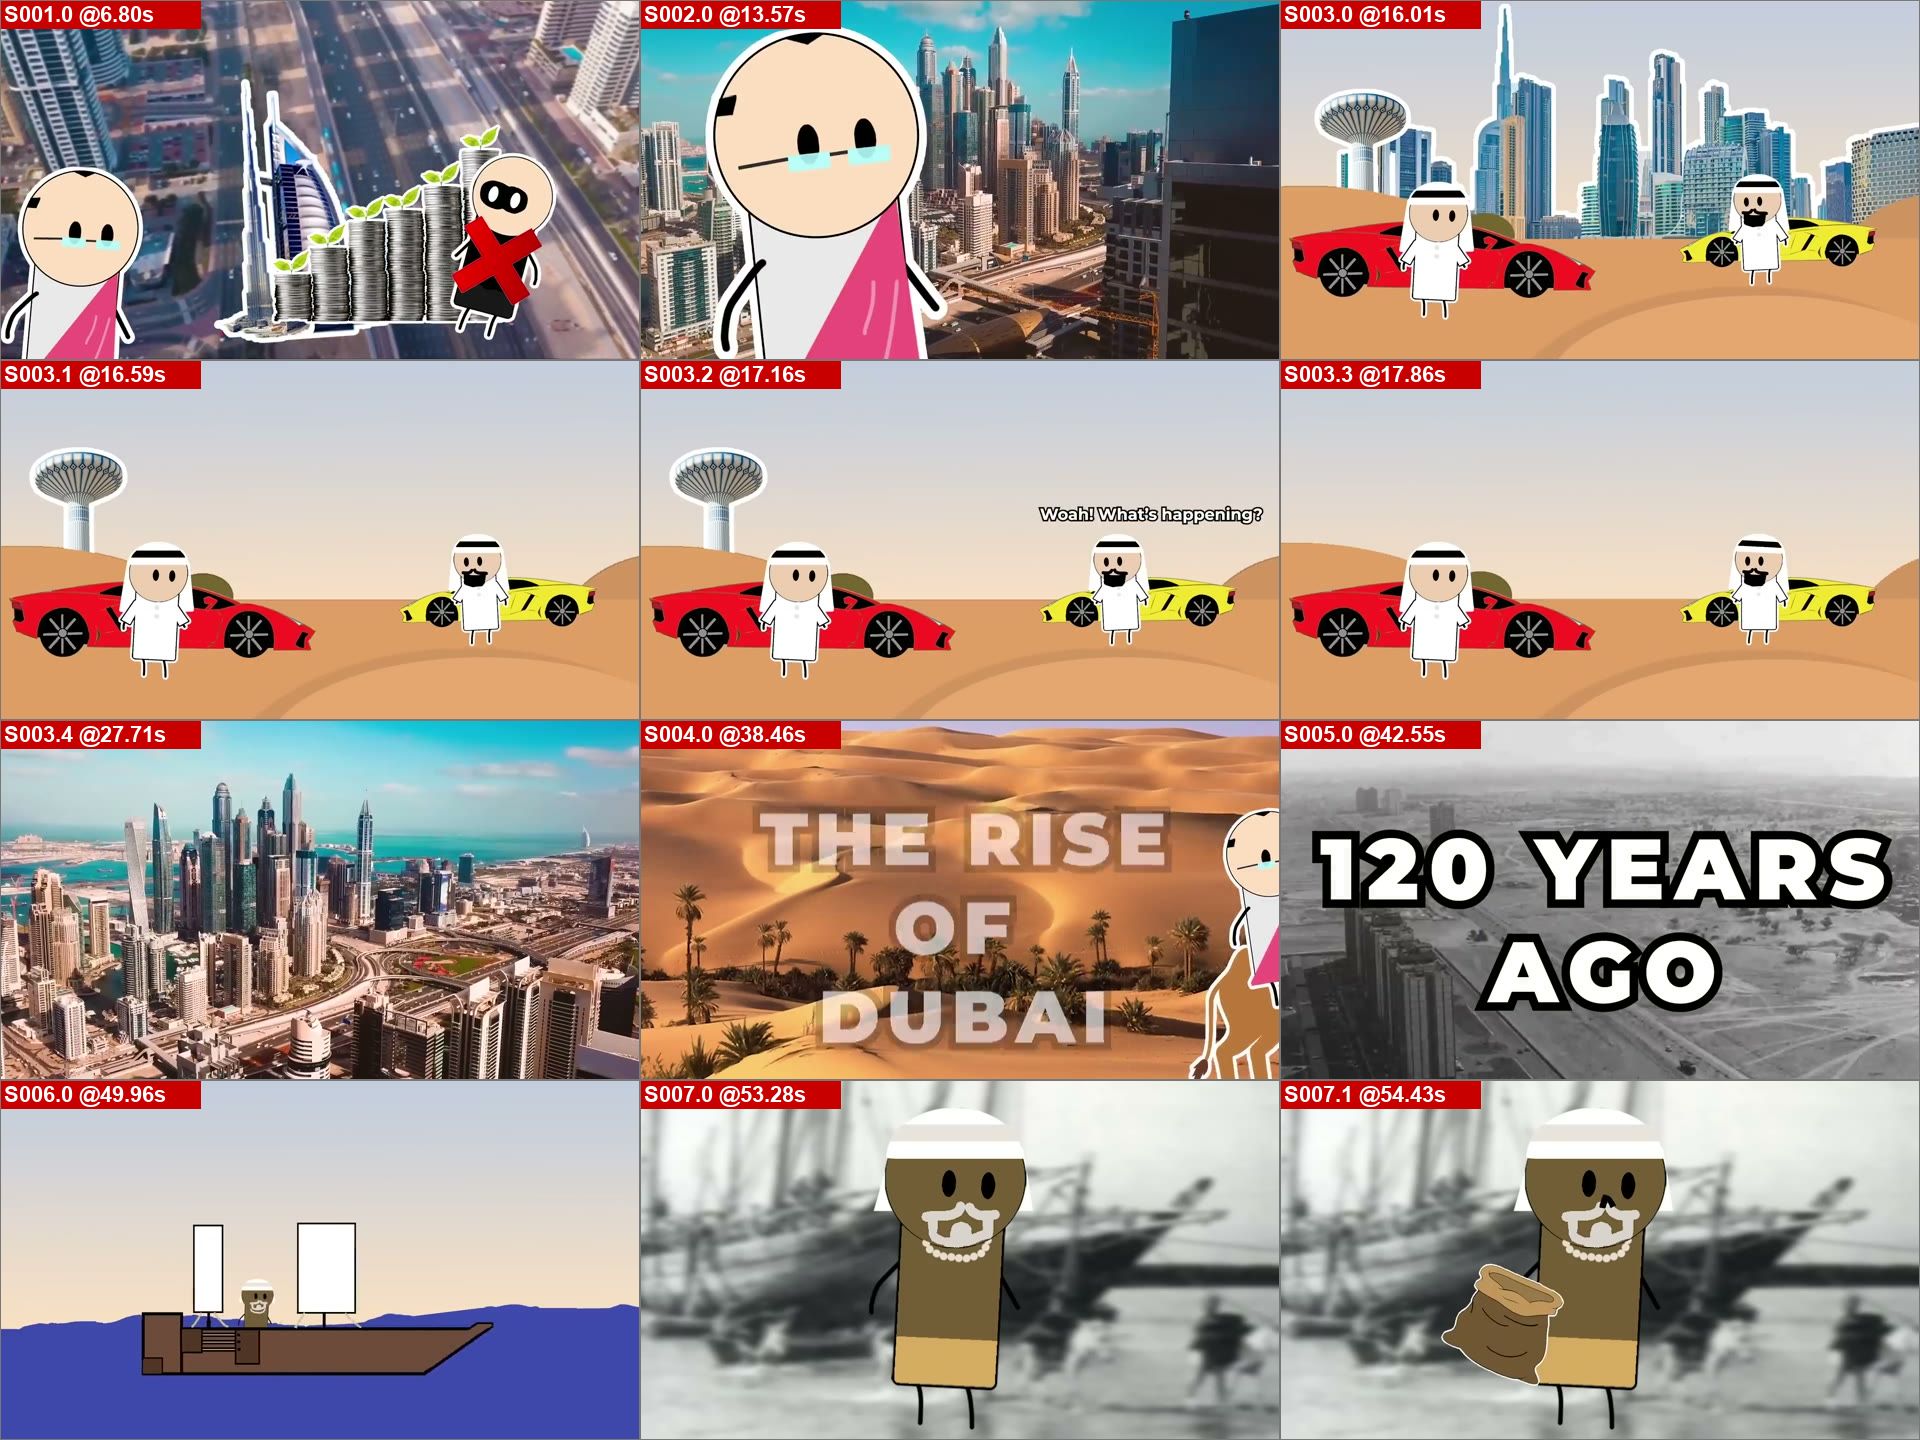 S001.0 @6.80s
S002.0 @13.57s
S003.0 @16.01s
S003.1 @16.59s
S003.2 @17.16s
Woah! What's happening?
S003.3 @17.86s
S003.4 @27.71s
S004.0 @38.46s
THE RISE
OF
DUBAI
S005.0 @42.55s
120 YEARS
AGO
S006.0 @49.96s
S007.0 @53.28s
S007.1 @54.43s